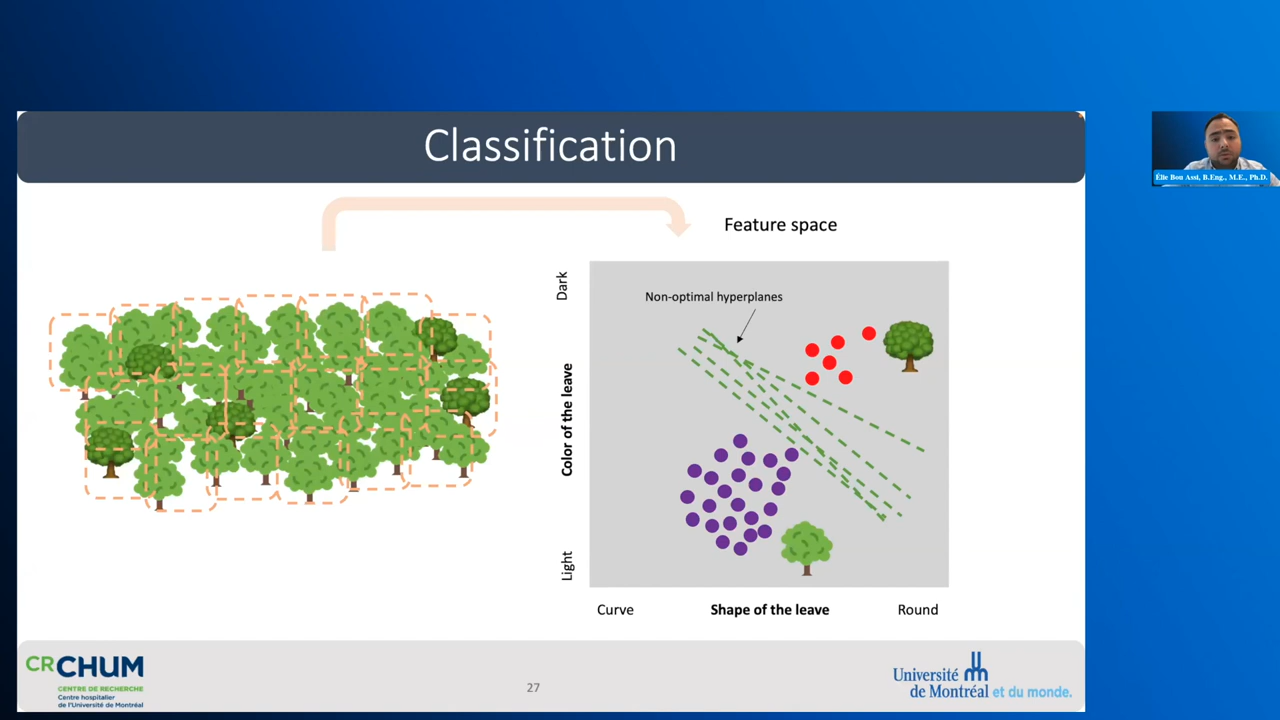 Classification
Feature space
Dark
Non-optimal hyperplanes
Color of the leave
Light
Curve
Shape of the leave
Round
CRCHUM
CENTRE DE RECHERCHE
Centre hospitalier
de l'Université de Montréal
27
Université
de Montréal et du monde.
Élie Bou Assi, B.Eng., M.E., Ph.D.